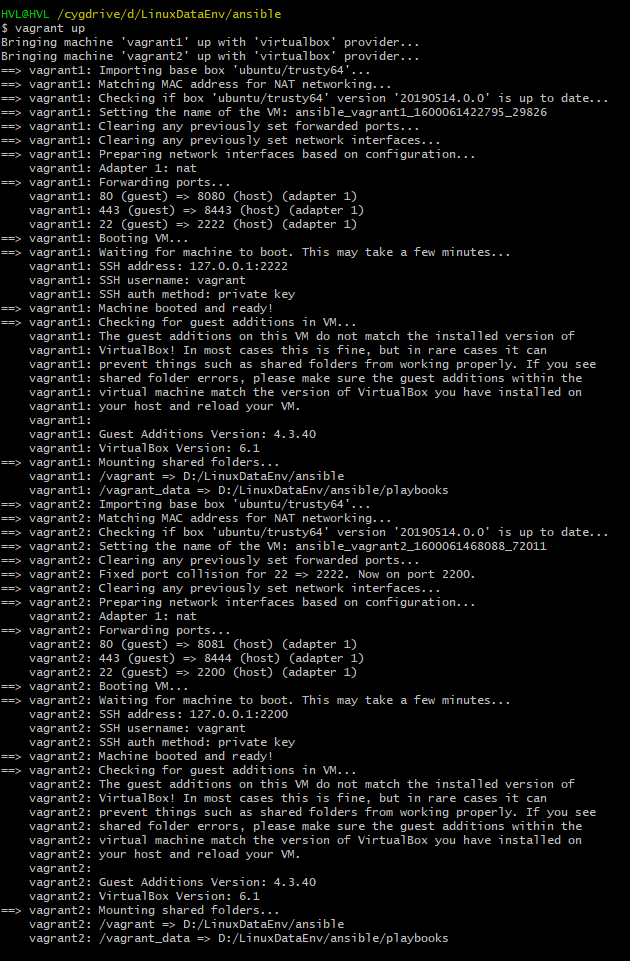 HVL@HVL /cygdrive/d/LinuxDataEnv/ansible
$ vagrant up
Bringing machine 'vagrant1' up with 'virtualbox' provider...
Bringing machine 'vagrant2' up with 'virtualbox' provider...
==> vagrant1: Importing base box 'ubuntu/trusty64'...
==> vagrant1: Matching MAC address for NAT networking...
==> vagrant1: Checking if box 'ubuntu/trusty64' version '20190514.0.0' is up to date...
==> vagrant1: Setting the name of the VM: ansible_vagrant1_1600061422795_29826
==> vagrant1: Clearing any previously set forwarded ports...
==> vagrant1: Clearing any previously set network interfaces...
==> vagrant1: Preparing network interfaces based on configuration...
    vagrant1: Adapter 1: nat
==> vagrant1: Forwarding ports...
    vagrant1: 80 (guest) => 8080 (host) (adapter 1)
    vagrant1: 443 (guest) => 8443 (host) (adapter 1)
    vagrant1: 22 (guest) => 2222 (host) (adapter 1)
==> vagrant1: Booting VM...
==> vagrant1: Waiting for machine to boot. This may take a few minutes...
    vagrant1: SSH address: 127.0.0.1:2222
    vagrant1: SSH username: vagrant
    vagrant1: SSH auth method: private key
==> vagrant1: Machine booted and ready!
==> vagrant1: Checking for guest additions in VM...
    vagrant1: The guest additions on this VM do not match the installed version of
    vagrant1: VirtualBox! In most cases this is fine, but in rare cases it can
    vagrant1: prevent things such as shared folders from working properly. If you see
    vagrant1: shared folder errors, please make sure the guest additions within the
    vagrant1: virtual machine match the version of VirtualBox you have installed on
    vagrant1: your host and reload your VM.
    vagrant1:
    vagrant1: Guest Additions Version: 4.3.40
    vagrant1: VirtualBox Version: 6.1
==> vagrant1: Mounting shared folders...
    vagrant1: /vagrant => D:/LinuxDataEnv/ansible
    vagrant1: /vagrant_data => D:/LinuxDataEnv/ansible/playbooks
==> vagrant2: Importing base box 'ubuntu/trusty64'...
==> vagrant2: Matching MAC address for NAT networking...
==> vagrant2: Checking if box 'ubuntu/trusty64' version '20190514.0.0' is up to date...
==> vagrant2: Setting the name of the VM: ansible_vagrant2_1600061468088_72011
==> vagrant2: Clearing any previously set forwarded ports...
==> vagrant2: Fixed port collision for 22 => 2222. Now on port 2200.
==> vagrant2: Clearing any previously set network interfaces...
==> vagrant2: Preparing network interfaces based on configuration...
    vagrant2: Adapter 1: nat
==> vagrant2: Forwarding ports...
    vagrant2: 80 (guest) => 8081 (host) (adapter 1)
    vagrant2: 443 (guest) => 8444 (host) (adapter 1)
    vagrant2: 22 (guest) => 2200 (host) (adapter 1)
==> vagrant2: Booting VM...
==> vagrant2: Waiting for machine to boot. This may take a few minutes...
    vagrant2: SSH address: 127.0.0.1:2200
    vagrant2: SSH username: vagrant
    vagrant2: SSH auth method: private key
==> vagrant2: Machine booted and ready!
==> vagrant2: Checking for guest additions in VM...
    vagrant2: The guest additions on this VM do not match the installed version of
    vagrant2: VirtualBox! In most cases this is fine, but in rare cases it can
    vagrant2: prevent things such as shared folders from working properly. If you see
    vagrant2: shared folder errors, please make sure the guest additions within the
    vagrant2: virtual machine match the version of VirtualBox you have installed on
    vagrant2: your host and reload your VM.
    vagrant2:
    vagrant2: Guest Additions Version: 4.3.40
    vagrant2: VirtualBox Version: 6.1
==> vagrant2: Mounting shared folders...
    vagrant2: /vagrant => D:/LinuxDataEnv/ansible
    vagrant2: /vagrant_data => D:/LinuxDataEnv/ansible/playbooks